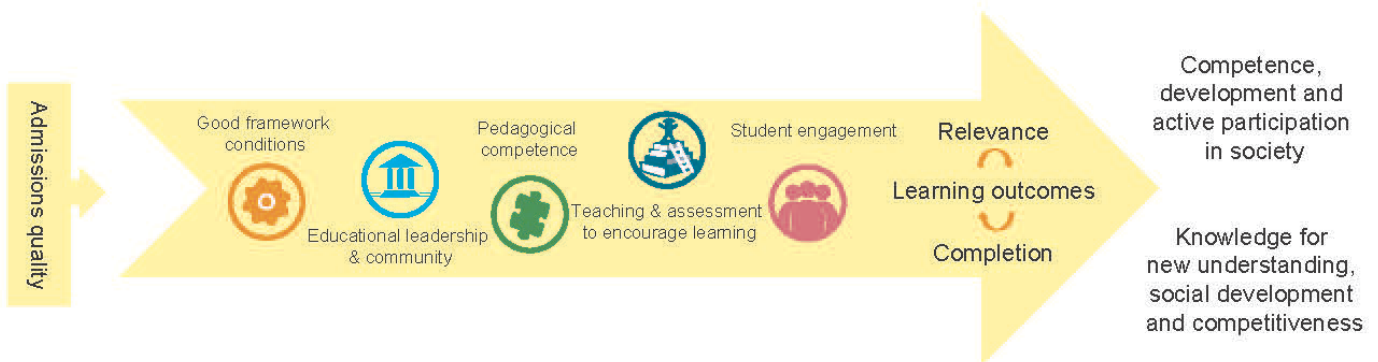 Admissions quality
Good framework
conditions
Educational leadership
& community
Pedagogical
competence
Teaching & assessment
to encourage learning
Student engagement
Relevance
Learning outcomes
Completion
Competence,
development and
active participation
in society
Knowledge for
new understanding,
social development
and competitiveness